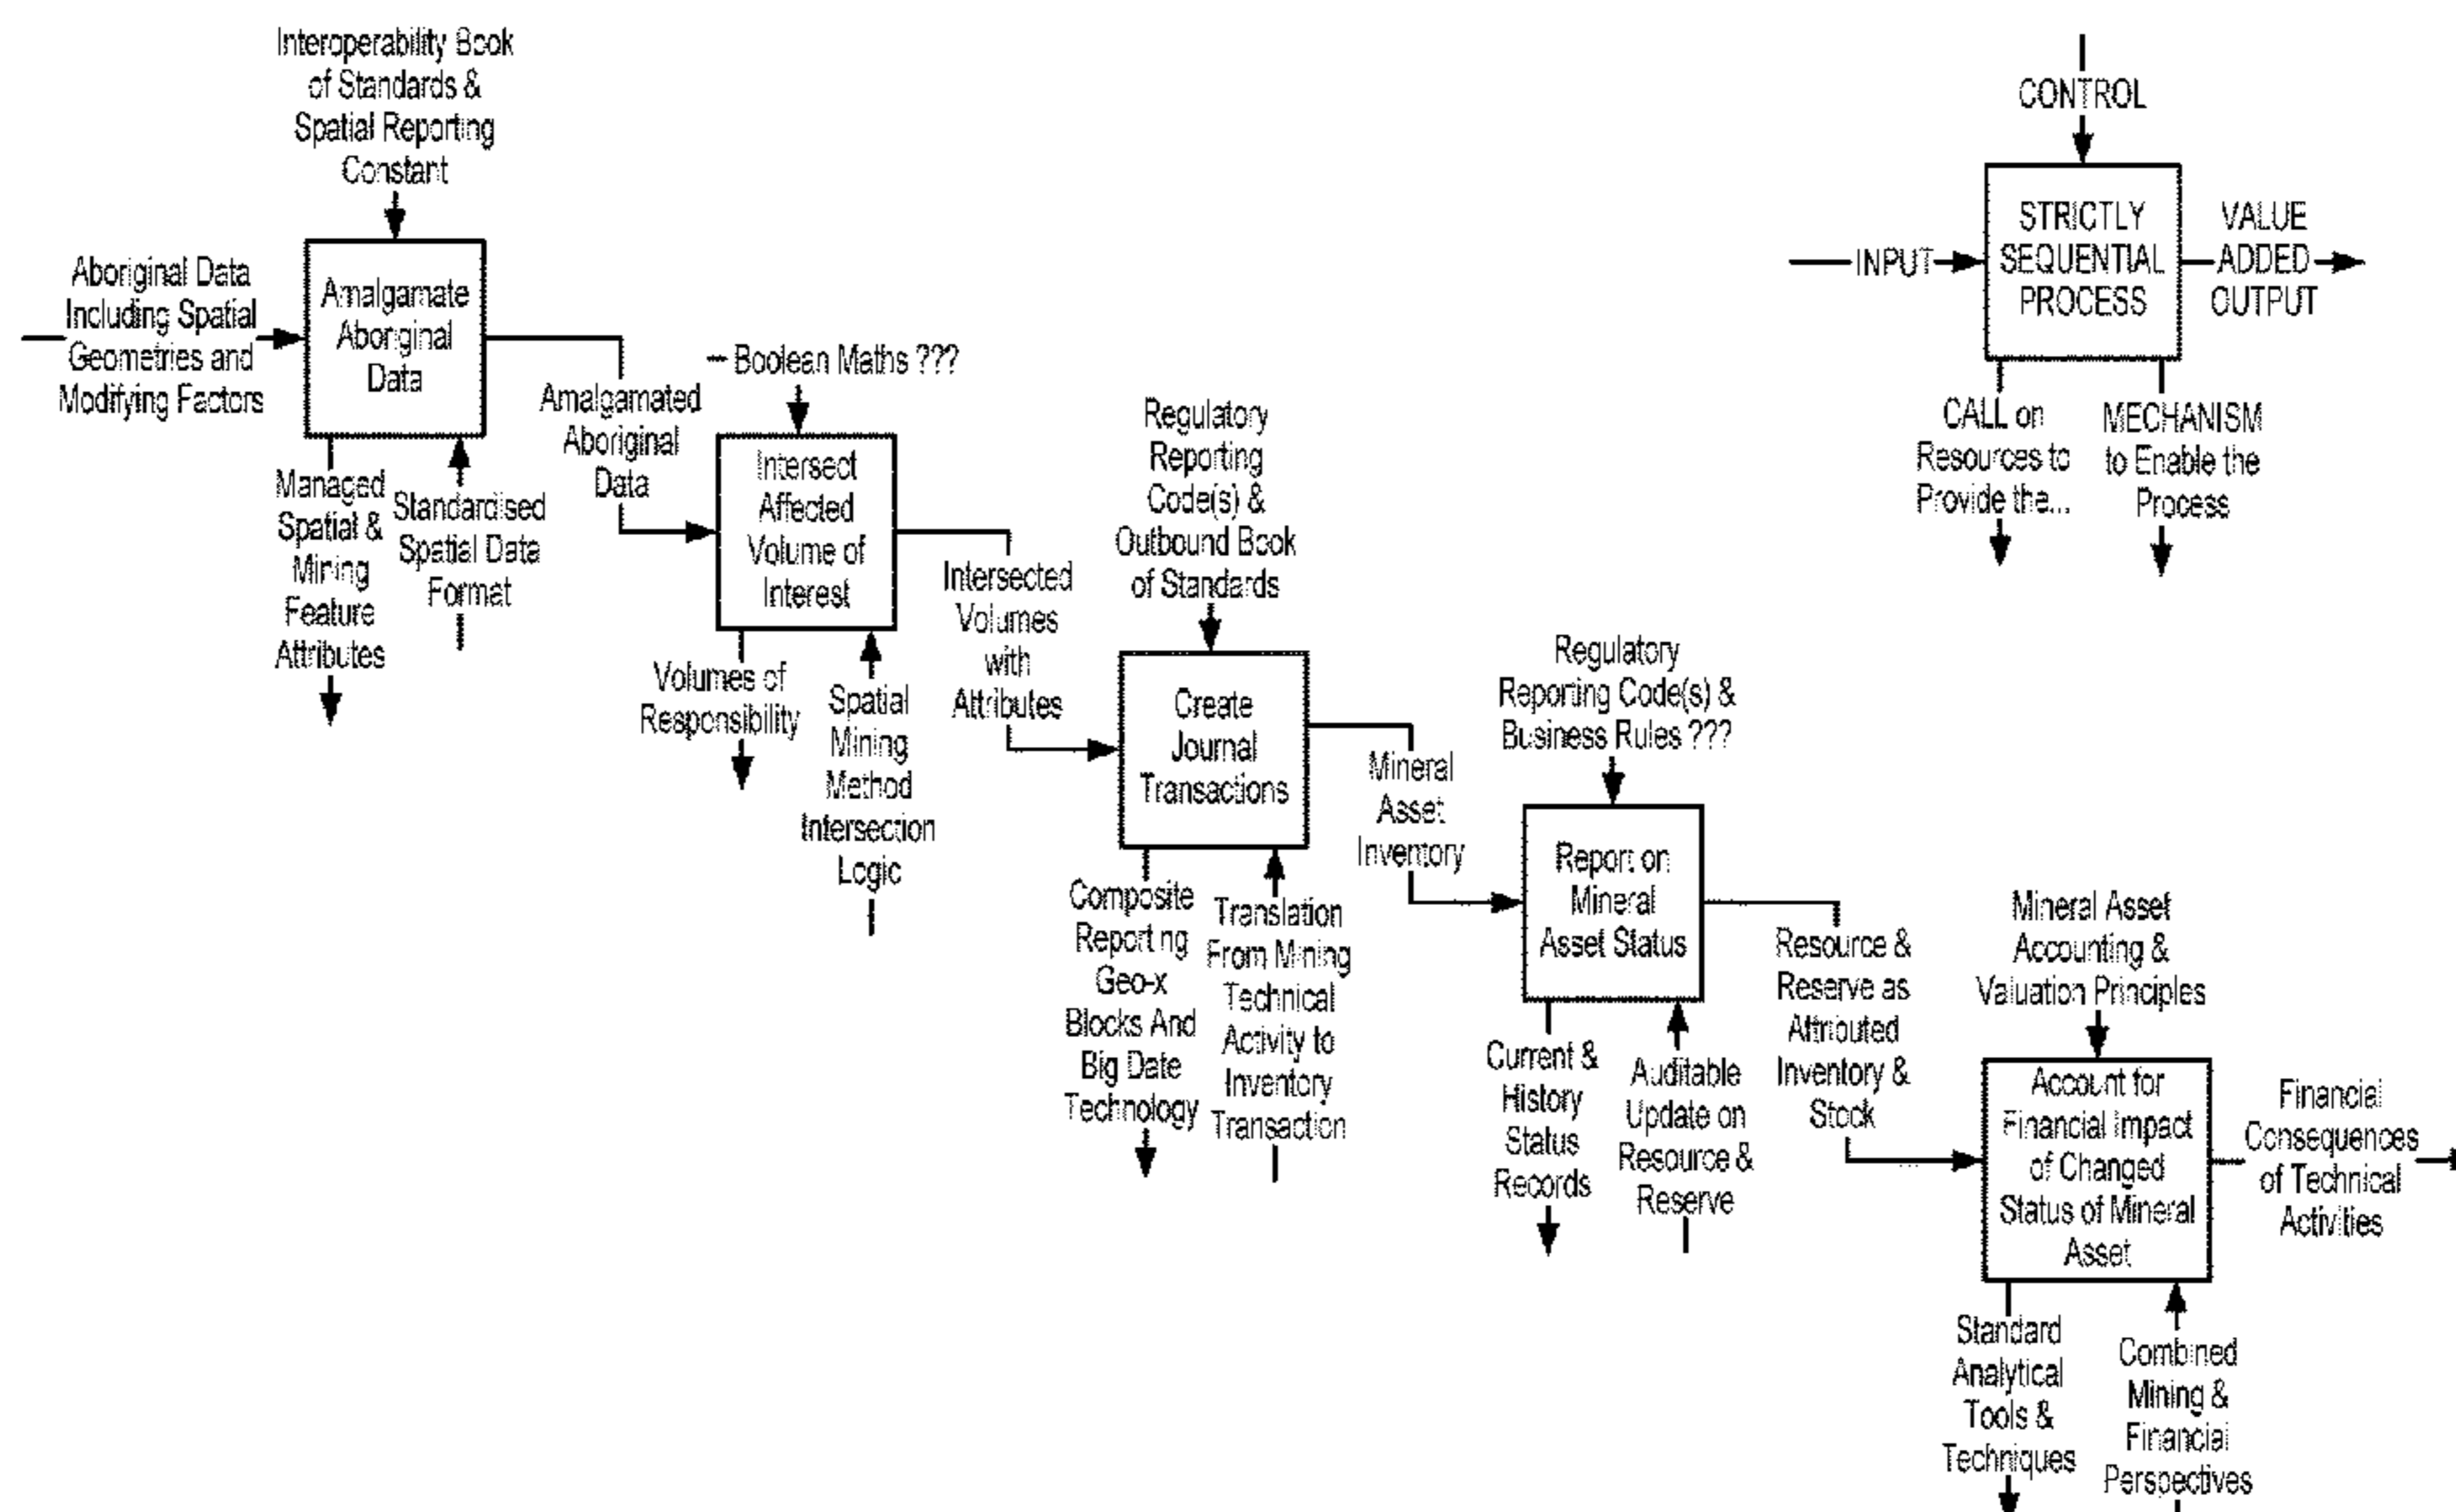 Interoperability Book
of Standards &
Spatial Reporting
Constant
Aboriginal Data
Including Spatial
Geometries and
Modifying Factors
Amalgamate
Aboriginal
Data
Managed
Spatial &
Mining
Feature
Attributes
Standardised
Spatial Data
Format
Amalgamated
Aboriginal
Data
-- Boolean Maths ???
Intersect
Affected
Volume of
Interest
Volumes of
Responsibility
Spatial
Mining
Method
Intersection
Logic
Intersected
Volumes
with
Attributes
Regulatory
Reporting
Code(s) &
Outbound Book
of Standards
Create
Journal
Transactions
Composite
Reporting
Geo-x
Blocks And
Big Date
Technology
Translation
From Mining
Technical
Activity to
Inventory
Transaction
Mineral
Asset
Inventory
Regulatory
Reporting Code(s) &
Business Rules ???
Report on
Mineral
Asset Status
Current &
History
Status
Records
Auditable
Update on
Resource &
Reserve
Resource &
Reserve as
Attributed
Inventory &
Stock
Mineral Asset
Accounting &
Valuation Principles
Account for
Financial Impact
of Changed
Status of Mineral
Asset
Standard
Analytical
Tools &
Techniques
Combined
Mining &
Financial
Perspectives
Financial
Consequences
of Technical
Activities
CONTROL
INPUT
STRICTLY
SEQUENTIAL
PROCESS
VALUE
ADDED
OUTPUT
CALL on
Resources to
Provide the...
MECHANISM
to Enable the
Process